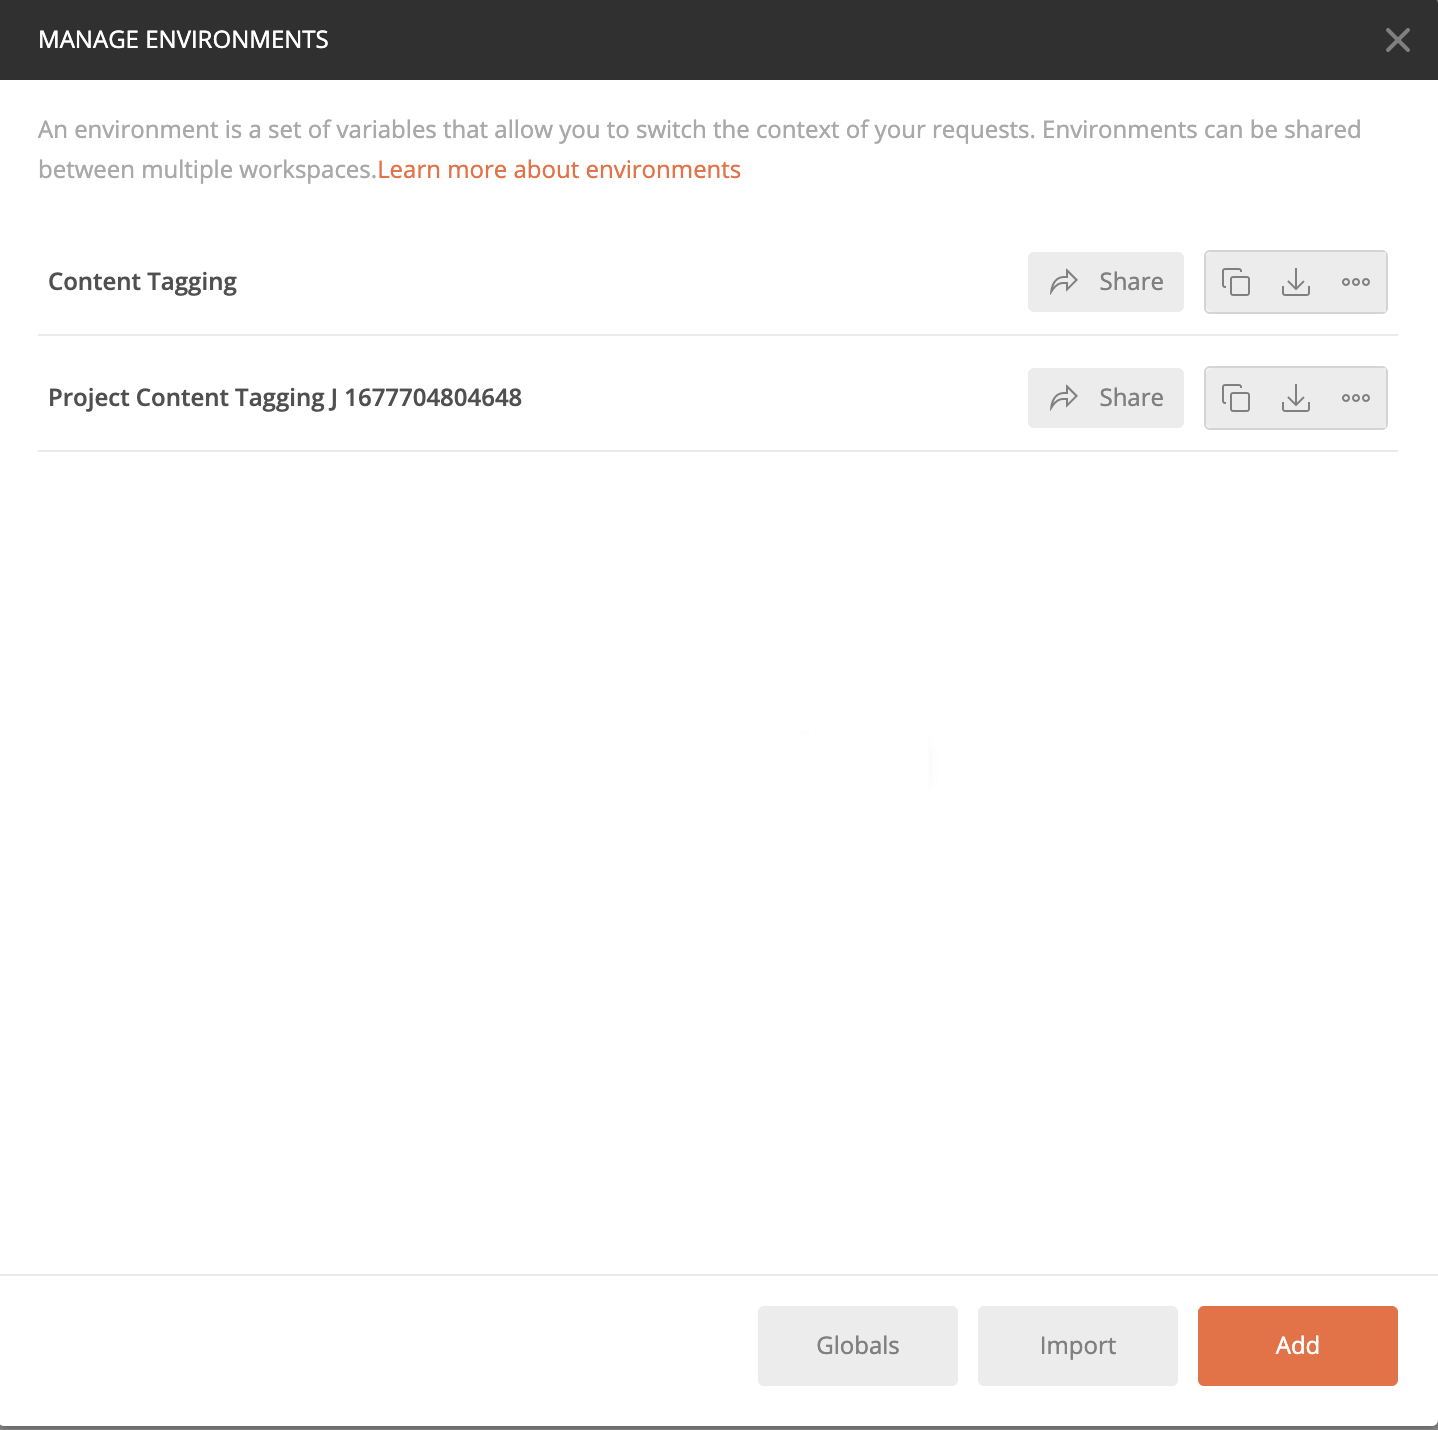 MANAGE ENVIRONMENTS
An environment is a set of variables that allow you to switch the context of your requests. Environments can be shared
between multiple workspaces.Learn more about environments
Content Tagging
Share
Project Content Tagging J 1677704804648
Share
Globals
Import
Add